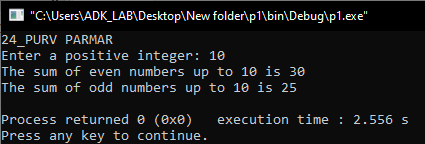 "C:\Users\ADK_LAB\Desktop\New folder\p1\bin\Debug\p1.exe"
24_PURV PARMAR
Enter a positive integer: 10
The sum of even numbers up to 10 is 30
The sum of odd numbers up to 10 is 25
Process returned 0 (0x0)   execution time : 2.556 s
Press any key to continue.